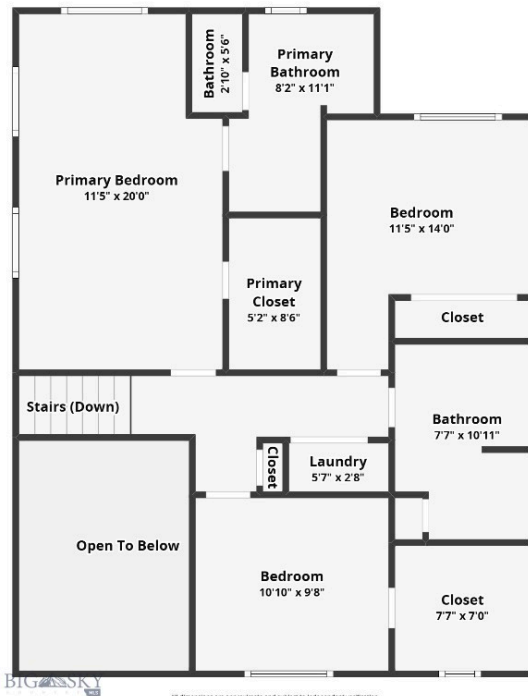 Bathroom
2'10" x 5'6"
Primary
Bathroom
8'2" x 11'1"
Primary Bedroom
11'5" x 20'0"
Bedroom
11'5" x 14'0"
Primary
Closet
5'2" x 8'6"
Closet
Stairs (Down)
Bathroom
7'7" x 10'11"
Closet
Laundry
5'7" x 2'8"
Open To Below
Bedroom
10'10" x 9'8"
Closet
7'7" x 7'0"
BIG SKY